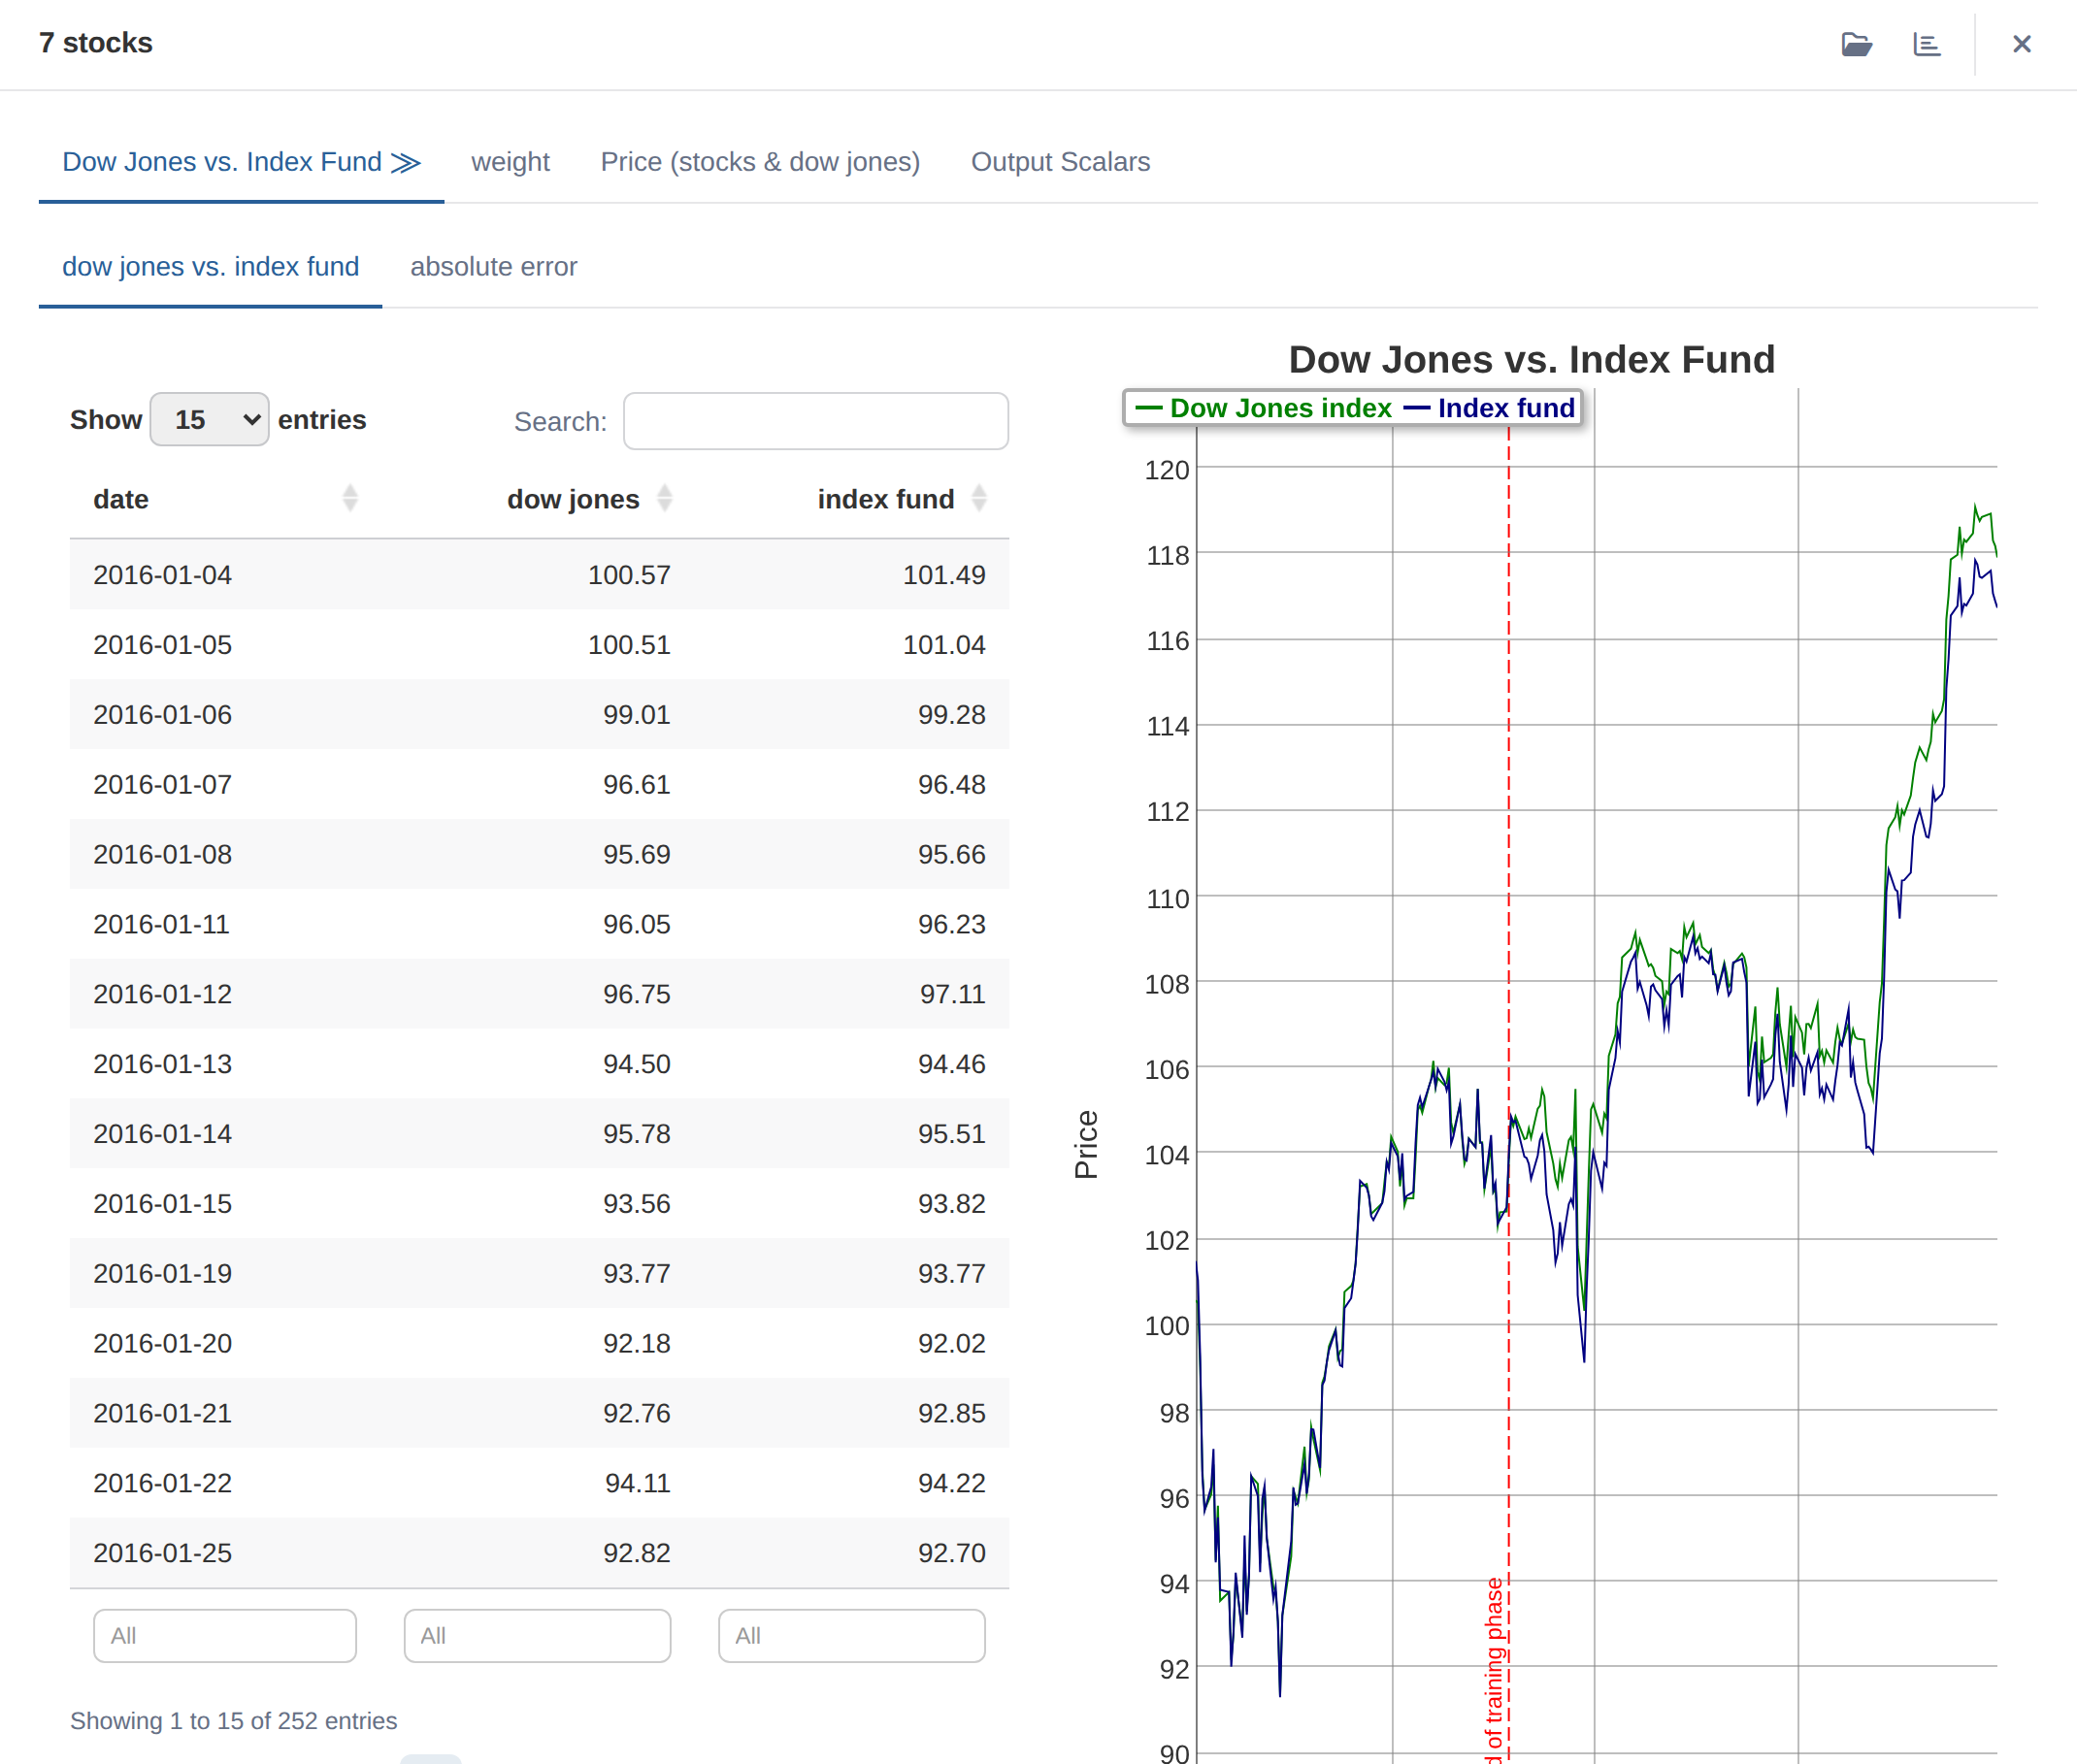 7 stocks
Dow Jones vs. Index Fund ≫ weight Price (stocks & dow jones) Output Scalars
dow jones vs. index fund absolute error
Show 15 entries Search:
date dow jones index fund
2016-01-04 100.57 101.49
2016-01-05 100.51 101.04
2016-01-06 99.01 99.28
2016-01-07 96.61 96.48
2016-01-08 95.69 95.66
2016-01-11 96.05 96.23
2016-01-12 96.75 97.11
2016-01-13 94.50 94.46
2016-01-14 95.78 95.51
2016-01-15 93.56 93.82
2016-01-19 93.77 93.77
2016-01-20 92.18 92.02
2016-01-21 92.76 92.85
2016-01-22 94.11 94.22
2016-01-25 92.82 92.70
All All All
Showing 1 to 15 of 252 entries
Dow Jones vs. Index Fund
Dow Jones index Index fund
120
118
116
114
112
110
108
106
104
102
100
98
96
94
92
90
Price
of training phase